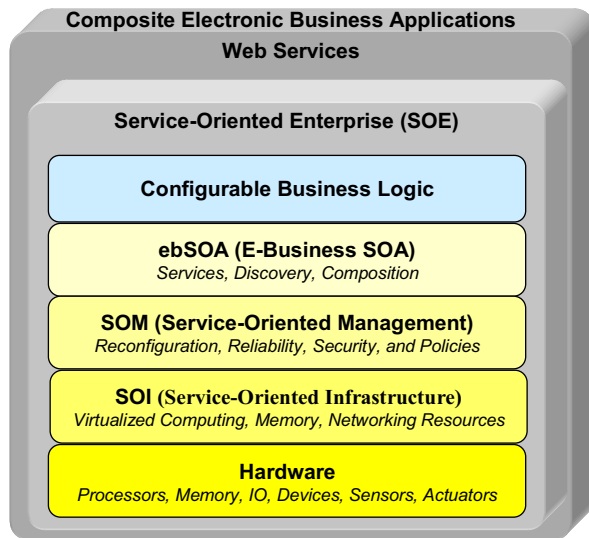 Composite Electronic Business Applications
Web Services
Service-Oriented Enterprise (SOE)
Configurable Business Logic
ebSOA (E-Business SOA)
Services, Discovery, Composition
SOM (Service-Oriented Management)
Reconfiguration, Reliability, Security, and Policies
SOI (Service-Oriented Infrastructure)
Virtualized Computing, Memory, Networking Resources
Hardware
Processors, Memory, IO, Devices, Sensors, Actuators